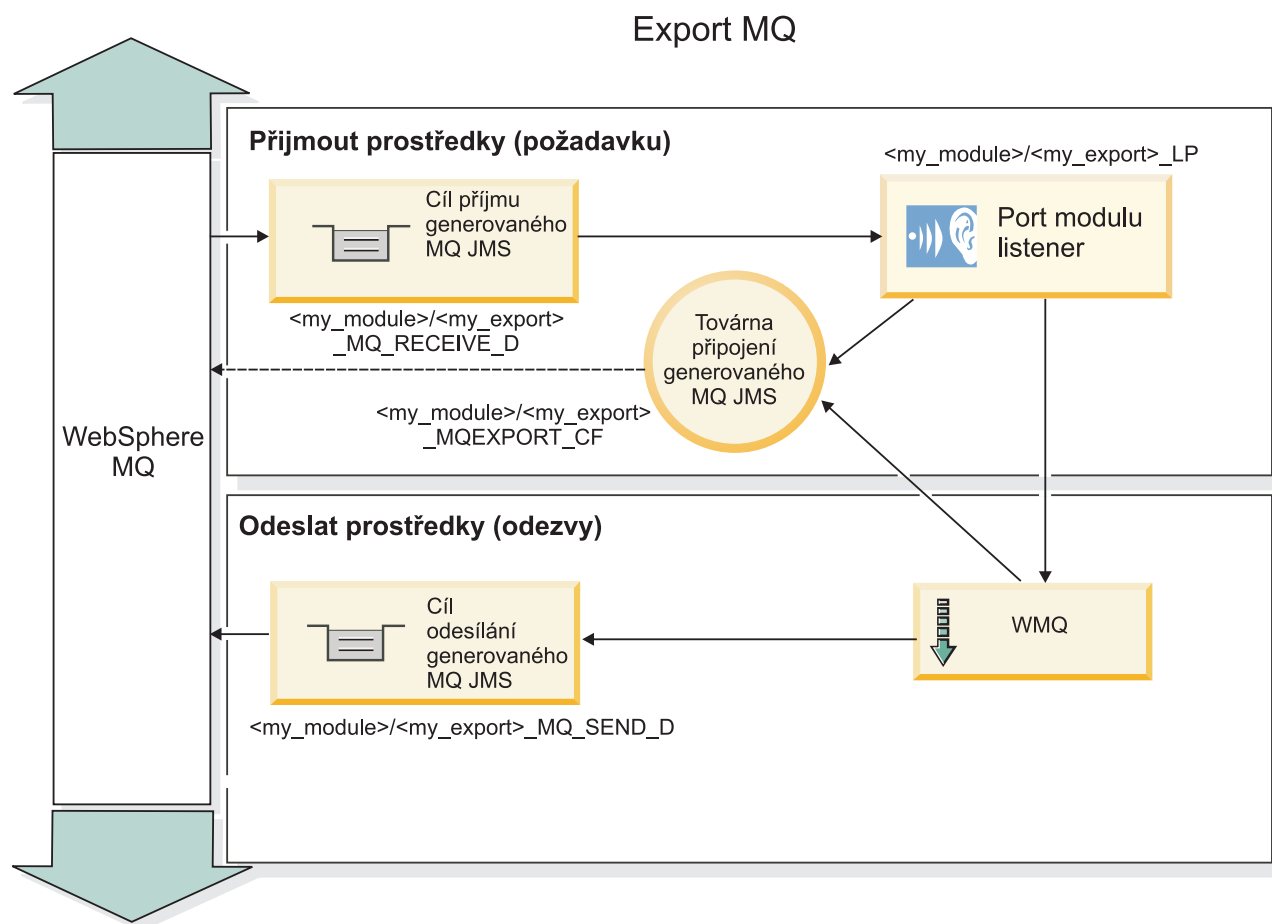 Export MQ
Přijmout prostředky (požadavku)
<my_module>/<my_export>_LP
Cíl příjmu
generovaného
MQ JMS
Port modulu
listener
<my_module>/<my_export>
_MQ_RECEIVE_D
Továrna
připojení
generovaného
MQ JMS
<my_module>/<my_export>
_MQEXPORT_CF
WebSphere
MQ
Odeslat prostředky (odezvy)
Cíl
odesílání
generovaného
MQ JMS
WMQ
<my_module>/<my_export>_MQ_SEND_D